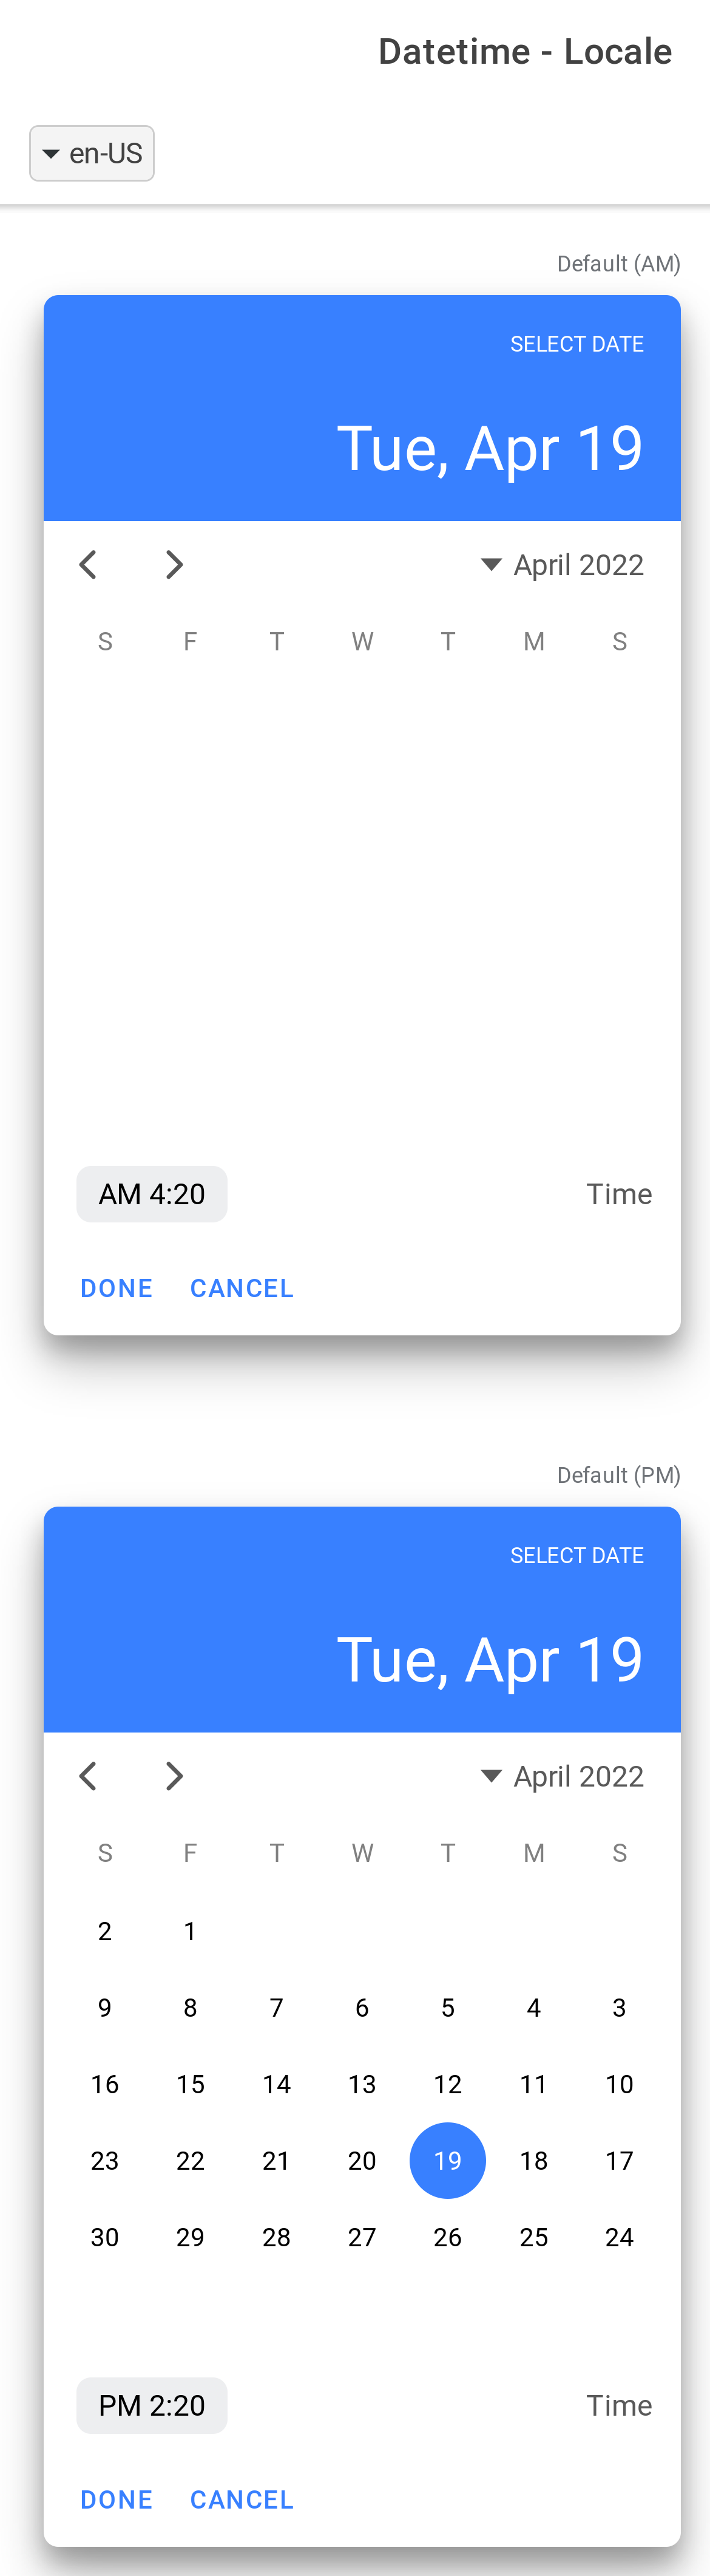 Datetime - Locale
en-US
Default (AM)
SELECT DATE
Tue, Apr 19
April 2022
S F T W T M S
AM 4:20 Time
DONE CANCEL
Default (PM)
SELECT DATE
Tue, Apr 19
April 2022
S F T W T M S
2 1
9 8 7 6 5 4 3
16 15 14 13 12 11 10
23 22 21 20 19 18 17
30 29 28 27 26 25 24
PM 2:20 Time
DONE CANCEL